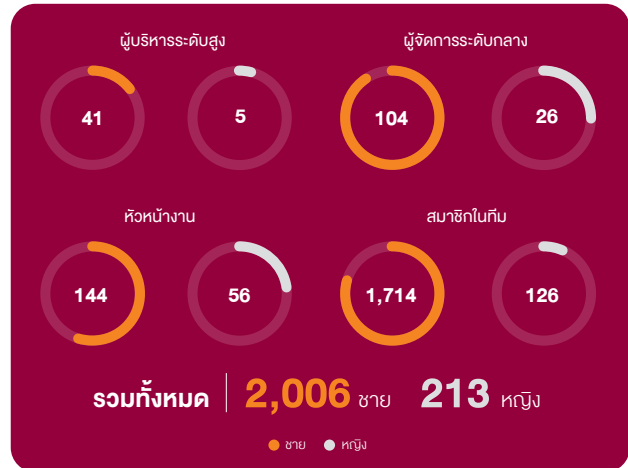 ผู้บริหารระดับสูง ผู้จัดการระดับกลาง
41 5 104 26
หัวหน้างาน สมาชิกในทีม
144 56 1,714 126
รวมทั้งหมด 2,006 ชาย 213 หญิง
ชาย หญิง